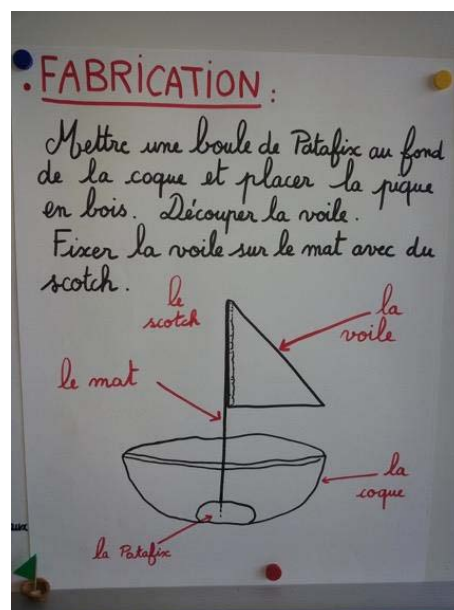 . FABRICATION :
Mettre une boule de Patafix au fond
de la coque et placer la pique
en bois. Découper la voile.
Fixer la voile sur le mat avec du
scotch.
le
scotch
la
voile
le mat
la
coque
la Patafix